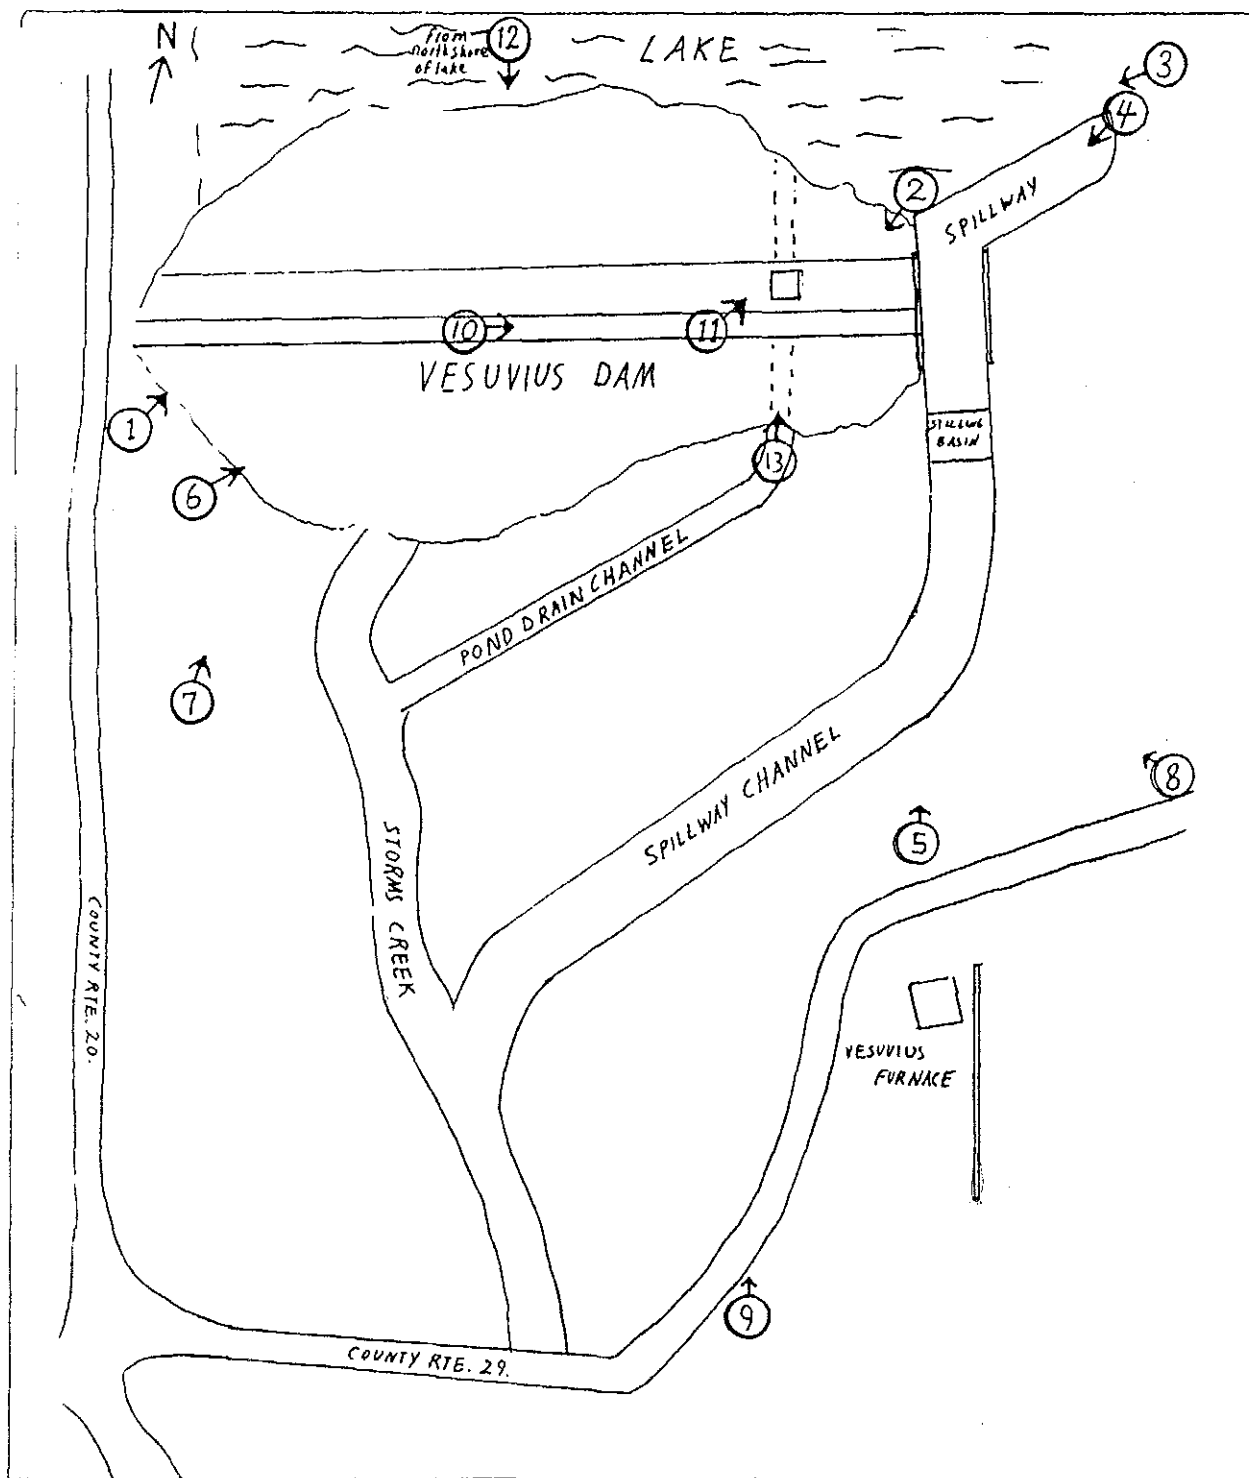 N
from
north shore
of lake
12
LAKE
3
4
2
SPILLWAY
10
11
VESUVIUS DAM
1
STILLING
BASIN
13
6
POND DRAIN CHANNEL
7
SPILLWAY CHANNEL
8
5
STORMS CREEK
COUNTY RTE. 20.
VESUVIUS
FURNACE
9
COUNTY RTE. 29.